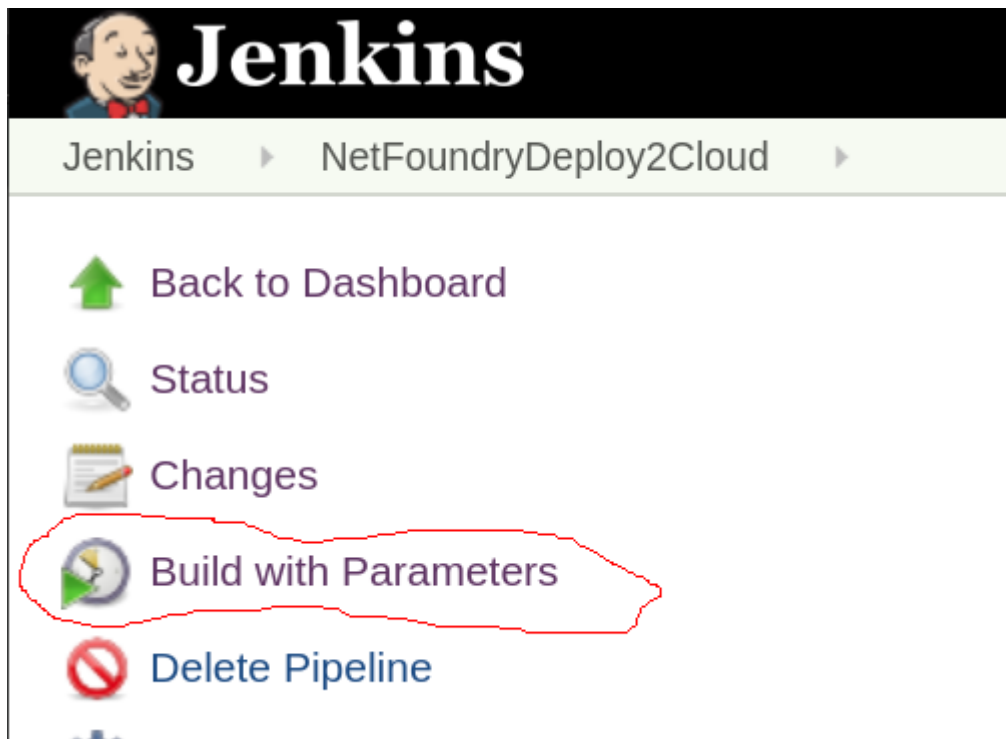 Jenkins
Jenkins NetFoundryDeploy2Cloud
Back to Dashboard
Status
Changes
Build with Parameters
Delete Pipeline